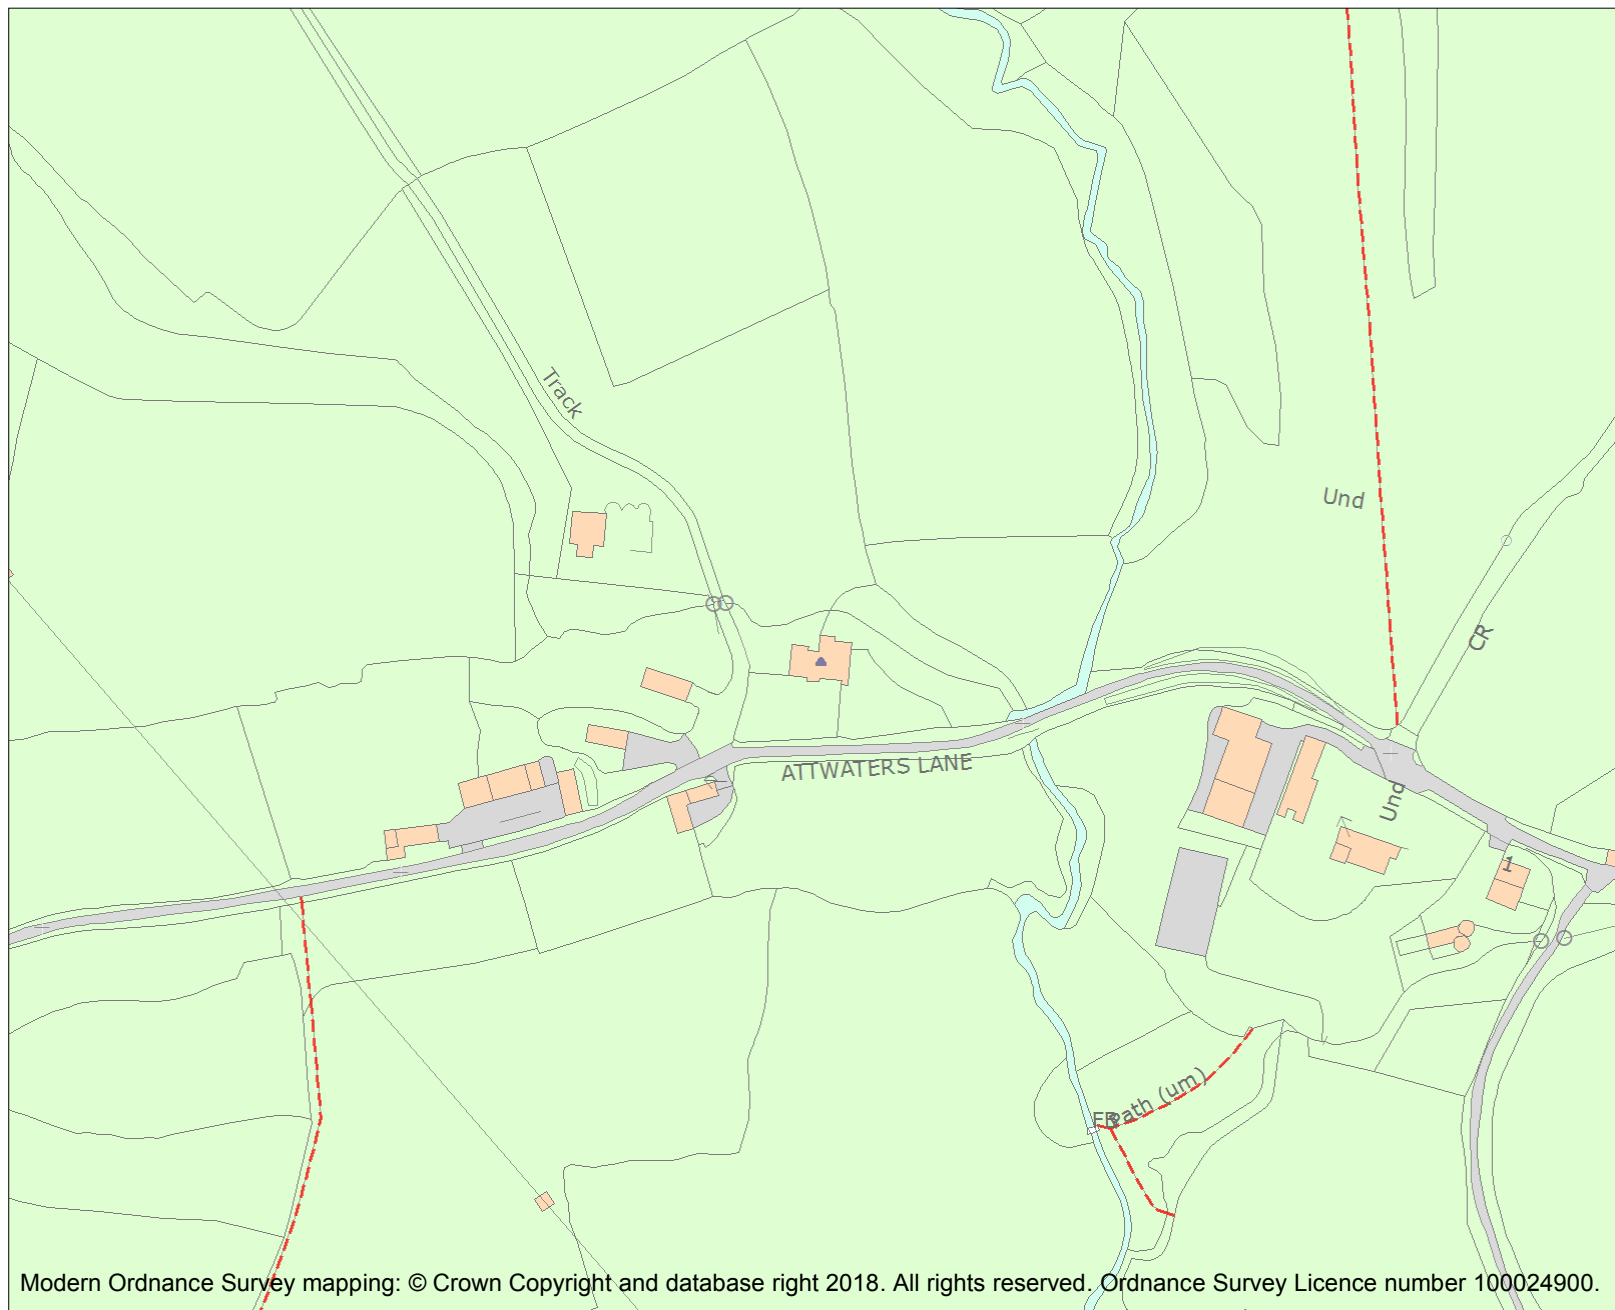 Track
Und
CR
ATTWATERS LANE
Und
1
Path (um)
FB
Modern Ordnance Survey mapping: © Crown Copyright and database right 2018. All rights reserved. Ordnance Survey Licence number 100024900.